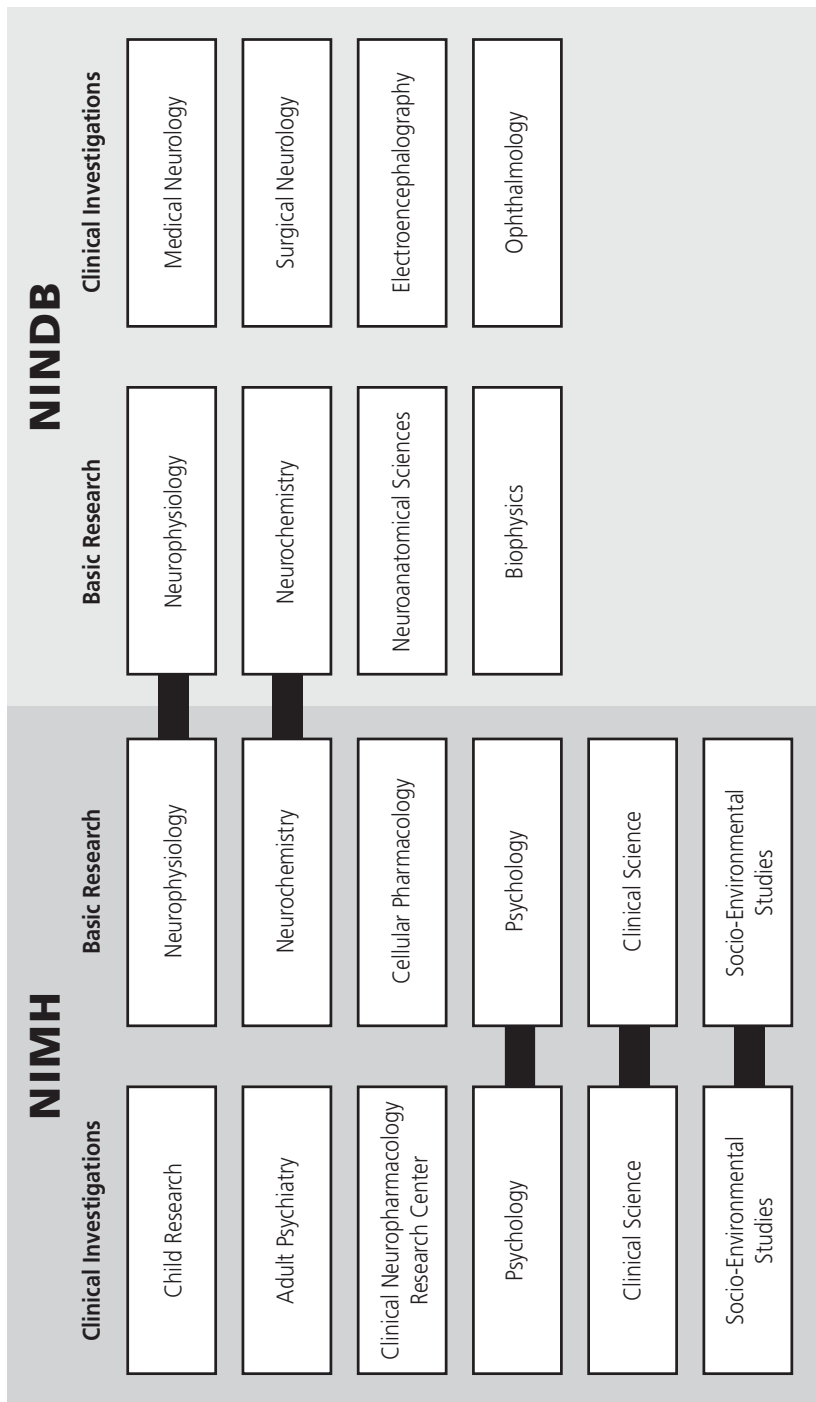 NIMH
Clinical Investigations
Child Research
Adult Psychiatry
Clinical Neuropharmacology
Research Center
Psychology
Clinical Science
Socio-Environmental
Studies
Basic Research
Neurophysiology
Neurochemistry
Cellular Pharmacology
Psychology
Clinical Science
Socio-Environmental
Studies
NINDB
Basic Research
Neurophysiology
Neurochemistry
Neuroanatomical Sciences
Biophysics
Clinical Investigations
Medical Neurology
Surgical Neurology
Electroencephalography
Ophthalmology